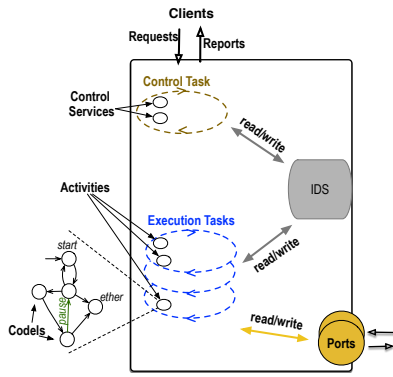 Clients
Requests
Reports
Control Task
Control
Services
read/write
IDS
Activities
Execution Tasks
read/write
start
ether
pause
Codels
read/write
Ports